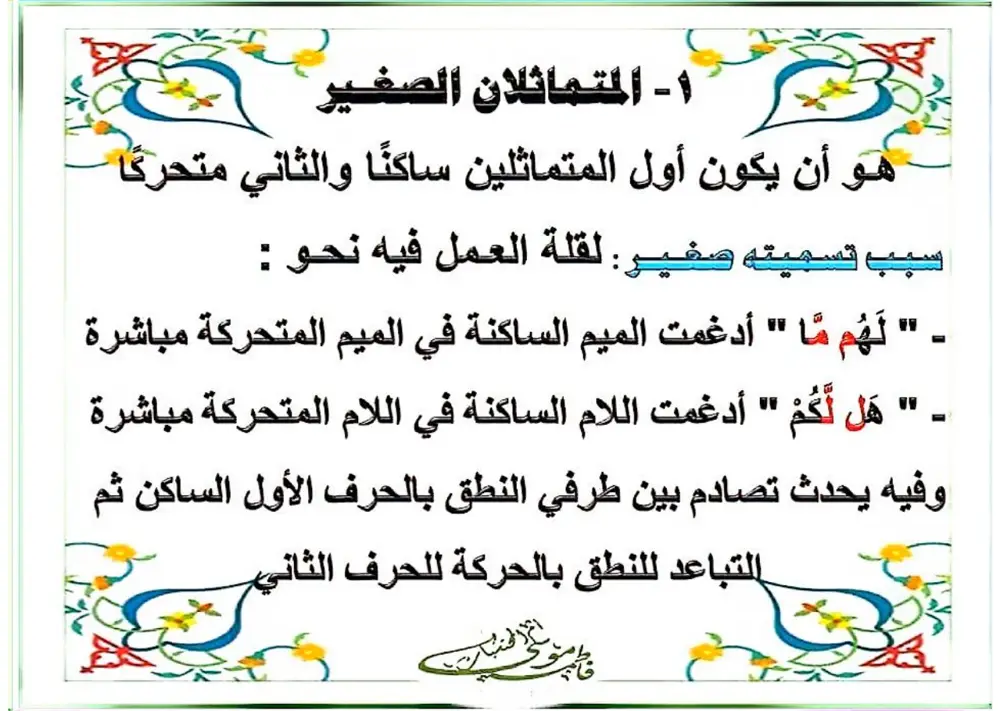 ١- المتماثلان الصغير
هو أن يكون أول المتماثلين ساكنًا والثاني متحركًا
سبب تسميته صغير : لقلة العمل فيه نحو :
- " لَهُم مَّا " أدغمت الميم الساكنة في الميم المتحركة مباشرة
- " هَل لَّكُمْ " أدغمت اللام الساكنة في اللام المتحركة مباشرة
وفيه يحدث تصادم بين طرفي النطق بالحرف الأول الساكن ثم
التباعد للنطق بالحركة للحرف الثاني